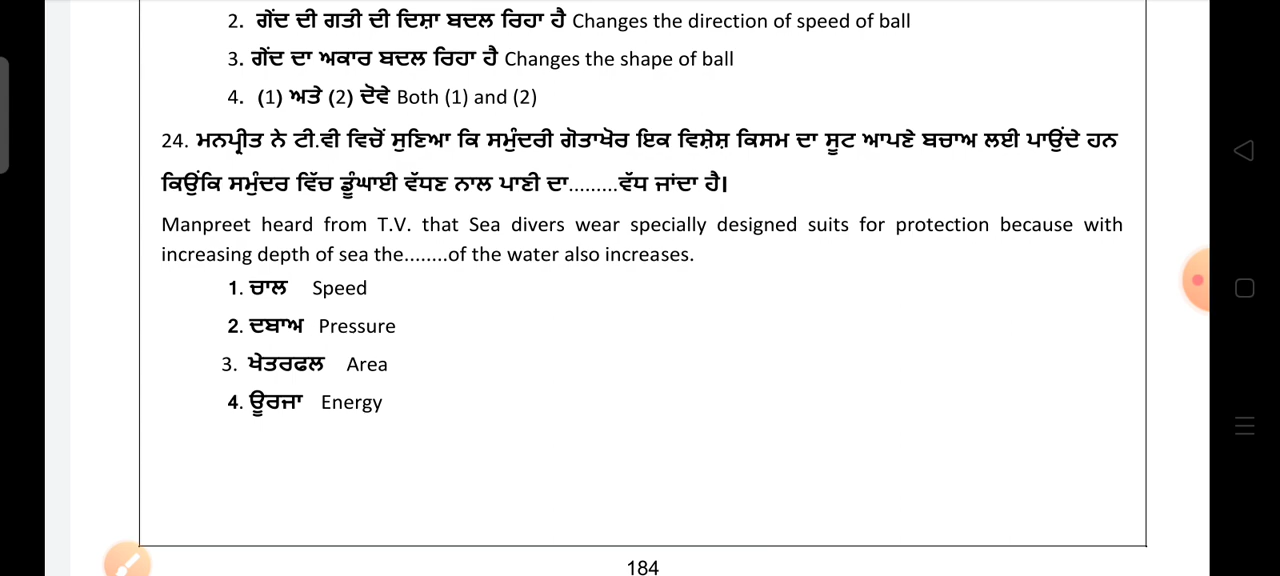 2. ਗੇਂਦ ਦੀ ਗਤੀ ਦੀ ਦਿਸ਼ਾ ਬਦਲ ਰਿਹਾ ਹੈ Changes the direction of speed of ball
3. ਗੇਂਦ ਦਾ ਅਕਾਰ ਬਦਲ ਰਿਹਾ ਹੈ Changes the shape of ball
4. (1) ਅਤੇ (2) ਦੋਵੇ Both (1) and (2)
24. ਮਨਪ੍ਰੀਤ ਨੇ ਟੀ.ਵੀ ਵਿਚੋਂ ਸੁਣਿਆ ਕਿ ਸਮੁੰਦਰੀ ਗੋਤਾਖੋਰ ਇਕ ਵਿਸ਼ੇਸ਼ ਕਿਸਮ ਦਾ ਸੂਟ ਆਪਣੇ ਬਚਾਅ ਲਈ ਪਾਉਂਦੇ ਹਨ
ਕਿਉਂਕਿ ਸਮੁੰਦਰ ਵਿੱਚ ਡੂੰਘਾਈ ਵੱਧਣ ਨਾਲ ਪਾਣੀ ਦਾ.........ਵੱਧ ਜਾਂਦਾ ਹੈ।
Manpreet heard from T.V. that Sea divers wear specially designed suits for protection because with
increasing depth of sea the........of the water also increases.
1. ਚਾਲ Speed
2. ਦਬਾਅ Pressure
3. ਖੇਤਰਫਲ Area
4. ਊਰਜਾ Energy
184